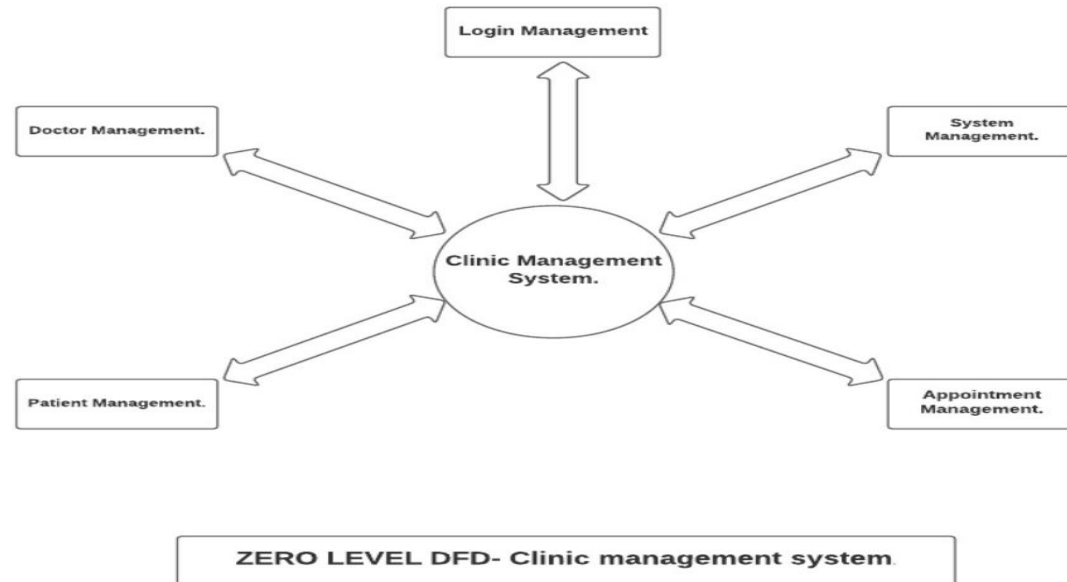 Login Management
Doctor Management.
System
Management.
Clinic Management
System.
Patient Management.
Appointment
Management.
ZERO LEVEL DFD- Clinic management system.